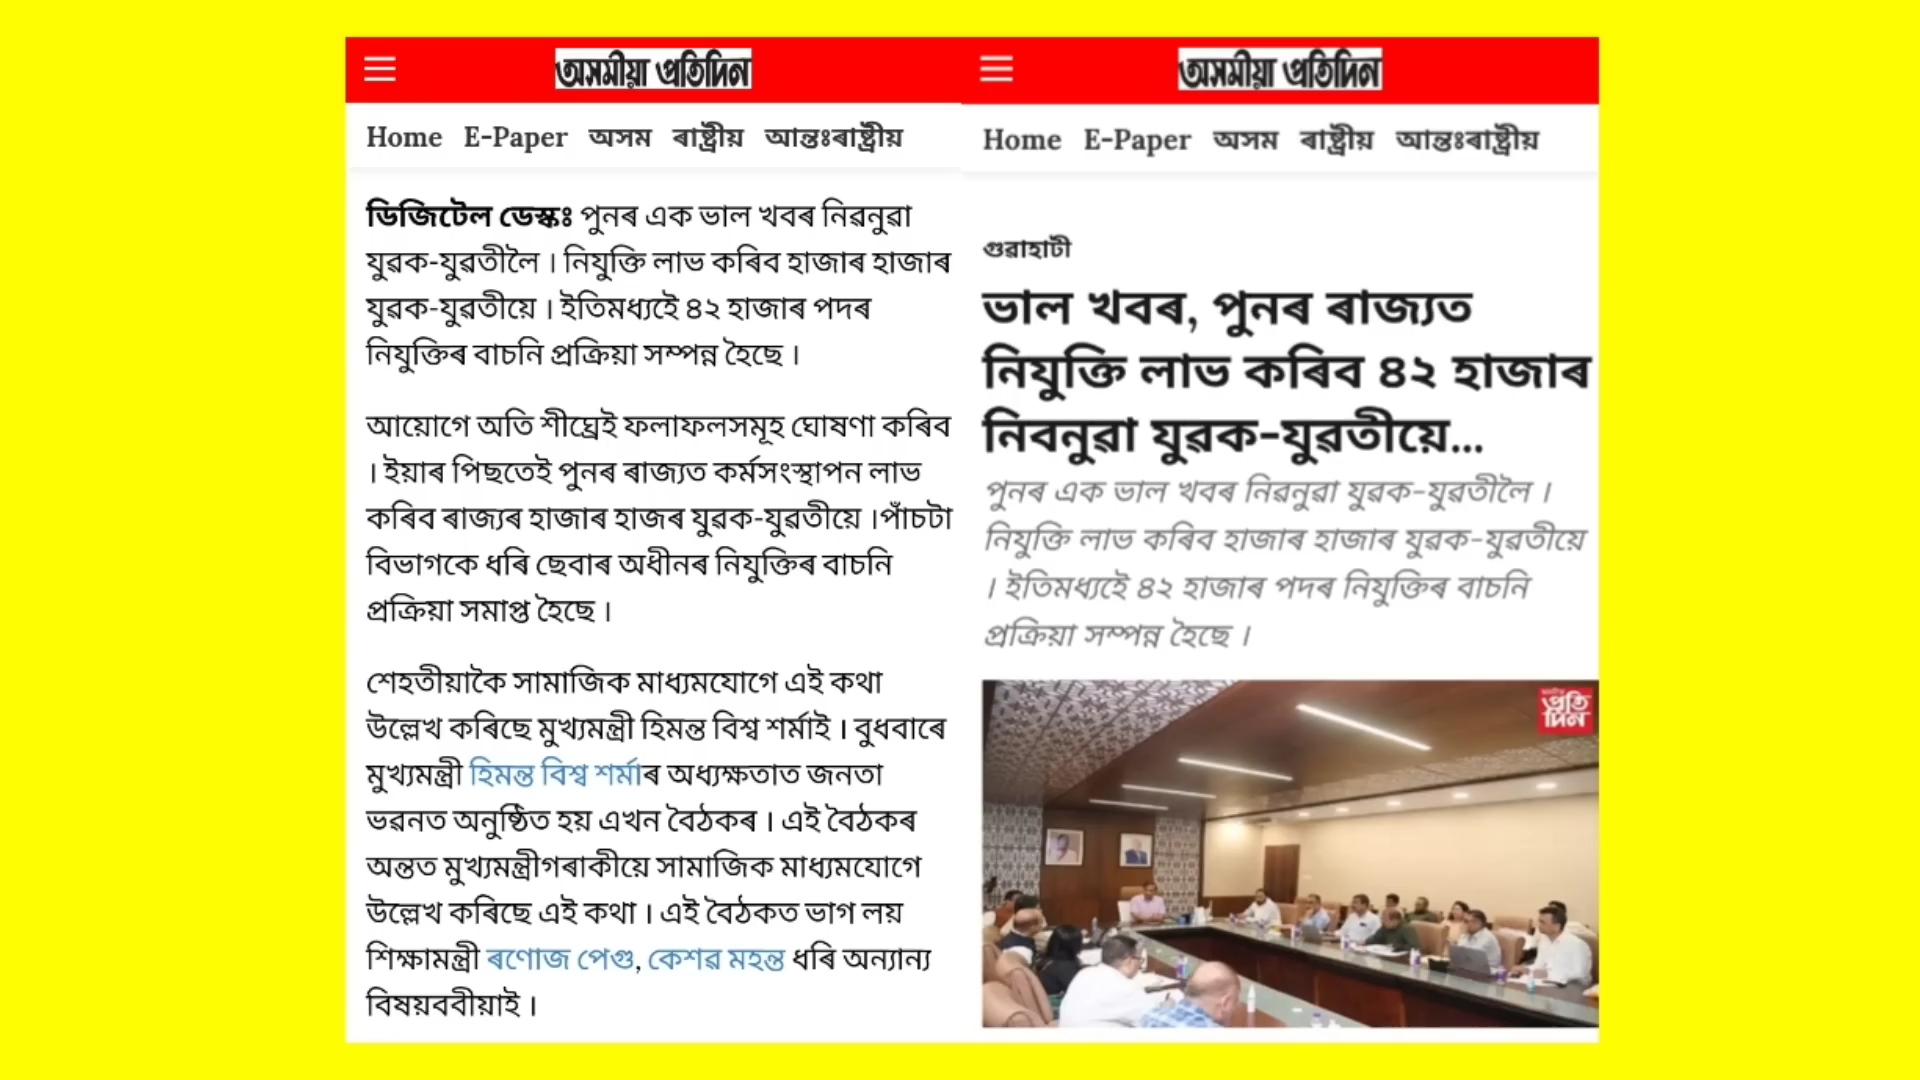 অসমীয়া প্ৰতিদিন
Home E-Paper অসম ৰাষ্ট্ৰীয় আন্তঃৰাষ্ট্ৰীয়
ডিজিটেল ডেস্কঃ পুনৰ এক ভাল খবৰ নিৱনুৱা
যুৱক-যুৱতীলৈ । নিযুক্তি লাভ কৰিব হাজাৰ হাজাৰ
যুৱক-যুৱতীয়ে । ইতিমধ্যইে ৪২ হাজাৰ পদৰ
নিযুক্তিৰ বাচনি প্ৰক্ৰিয়া সম্পন্ন হৈছে ।
আয়োগে অতি শীঘ্ৰেই ফলাফলসমূহ ঘোষণা কৰিব
। ইয়াৰ পিছতেই পুনৰ ৰাজ্যত কৰ্মসংস্থাপন লাভ
কৰিব ৰাজ্যৰ হাজাৰ হাজৰ যুৱক-যুৱতীয়ে ।পাঁচটা
বিভাগকে ধৰি ছেবাৰ অধীনৰ নিযুক্তিৰ বাচনি
প্ৰক্ৰিয়া সমাপ্ত হৈছে ।
শেহতীয়াকৈ সামাজিক মাধ্যমযোগে এই কথা
উল্লেখ কৰিছে মুখ্যমন্ত্ৰী হিমন্ত বিশ্ব শৰ্মাই । বুধবাৰে
মুখ্যমন্ত্ৰী হিমন্ত বিশ্ব শৰ্মাৰ অধ্যক্ষতাত জনতা
ভৱনত অনুষ্ঠিত হয় এখন বৈঠকৰ । এই বৈঠকৰ
অন্তত মুখ্যমন্ত্ৰীগৰাকীয়ে সামাজিক মাধ্যমযোগে
উল্লেখ কৰিছে এই কথা । এই বৈঠকত ভাগ লয়
শিক্ষামন্ত্ৰী ৰণোজ পেগু, কেশৱ মহন্ত ধৰি অন্যান্য
বিষয়ববীয়াই ।
অসমীয়া প্ৰতিদিন
Home E-Paper অসম ৰাষ্ট্ৰীয় আন্তঃৰাষ্ট্ৰীয়
গুৱাহাটী
ভাল খবৰ, পুনৰ ৰাজ্যত
নিযুক্তি লাভ কৰিব ৪২ হাজাৰ
নিবনুৱা যুৱক-যুৱতীয়ে...
পুনৰ এক ভাল খবৰ নিৱনুৱা যুৱক-যুৱতীলৈ ।
নিযুক্তি লাভ কৰিব হাজাৰ হাজাৰ যুৱক-যুৱতীয়ে
। ইতিমধ্যইে ৪২ হাজাৰ পদৰ নিযুক্তিৰ বাচনি
প্ৰক্ৰিয়া সম্পন্ন হৈছে ।
প্ৰতি
দিন